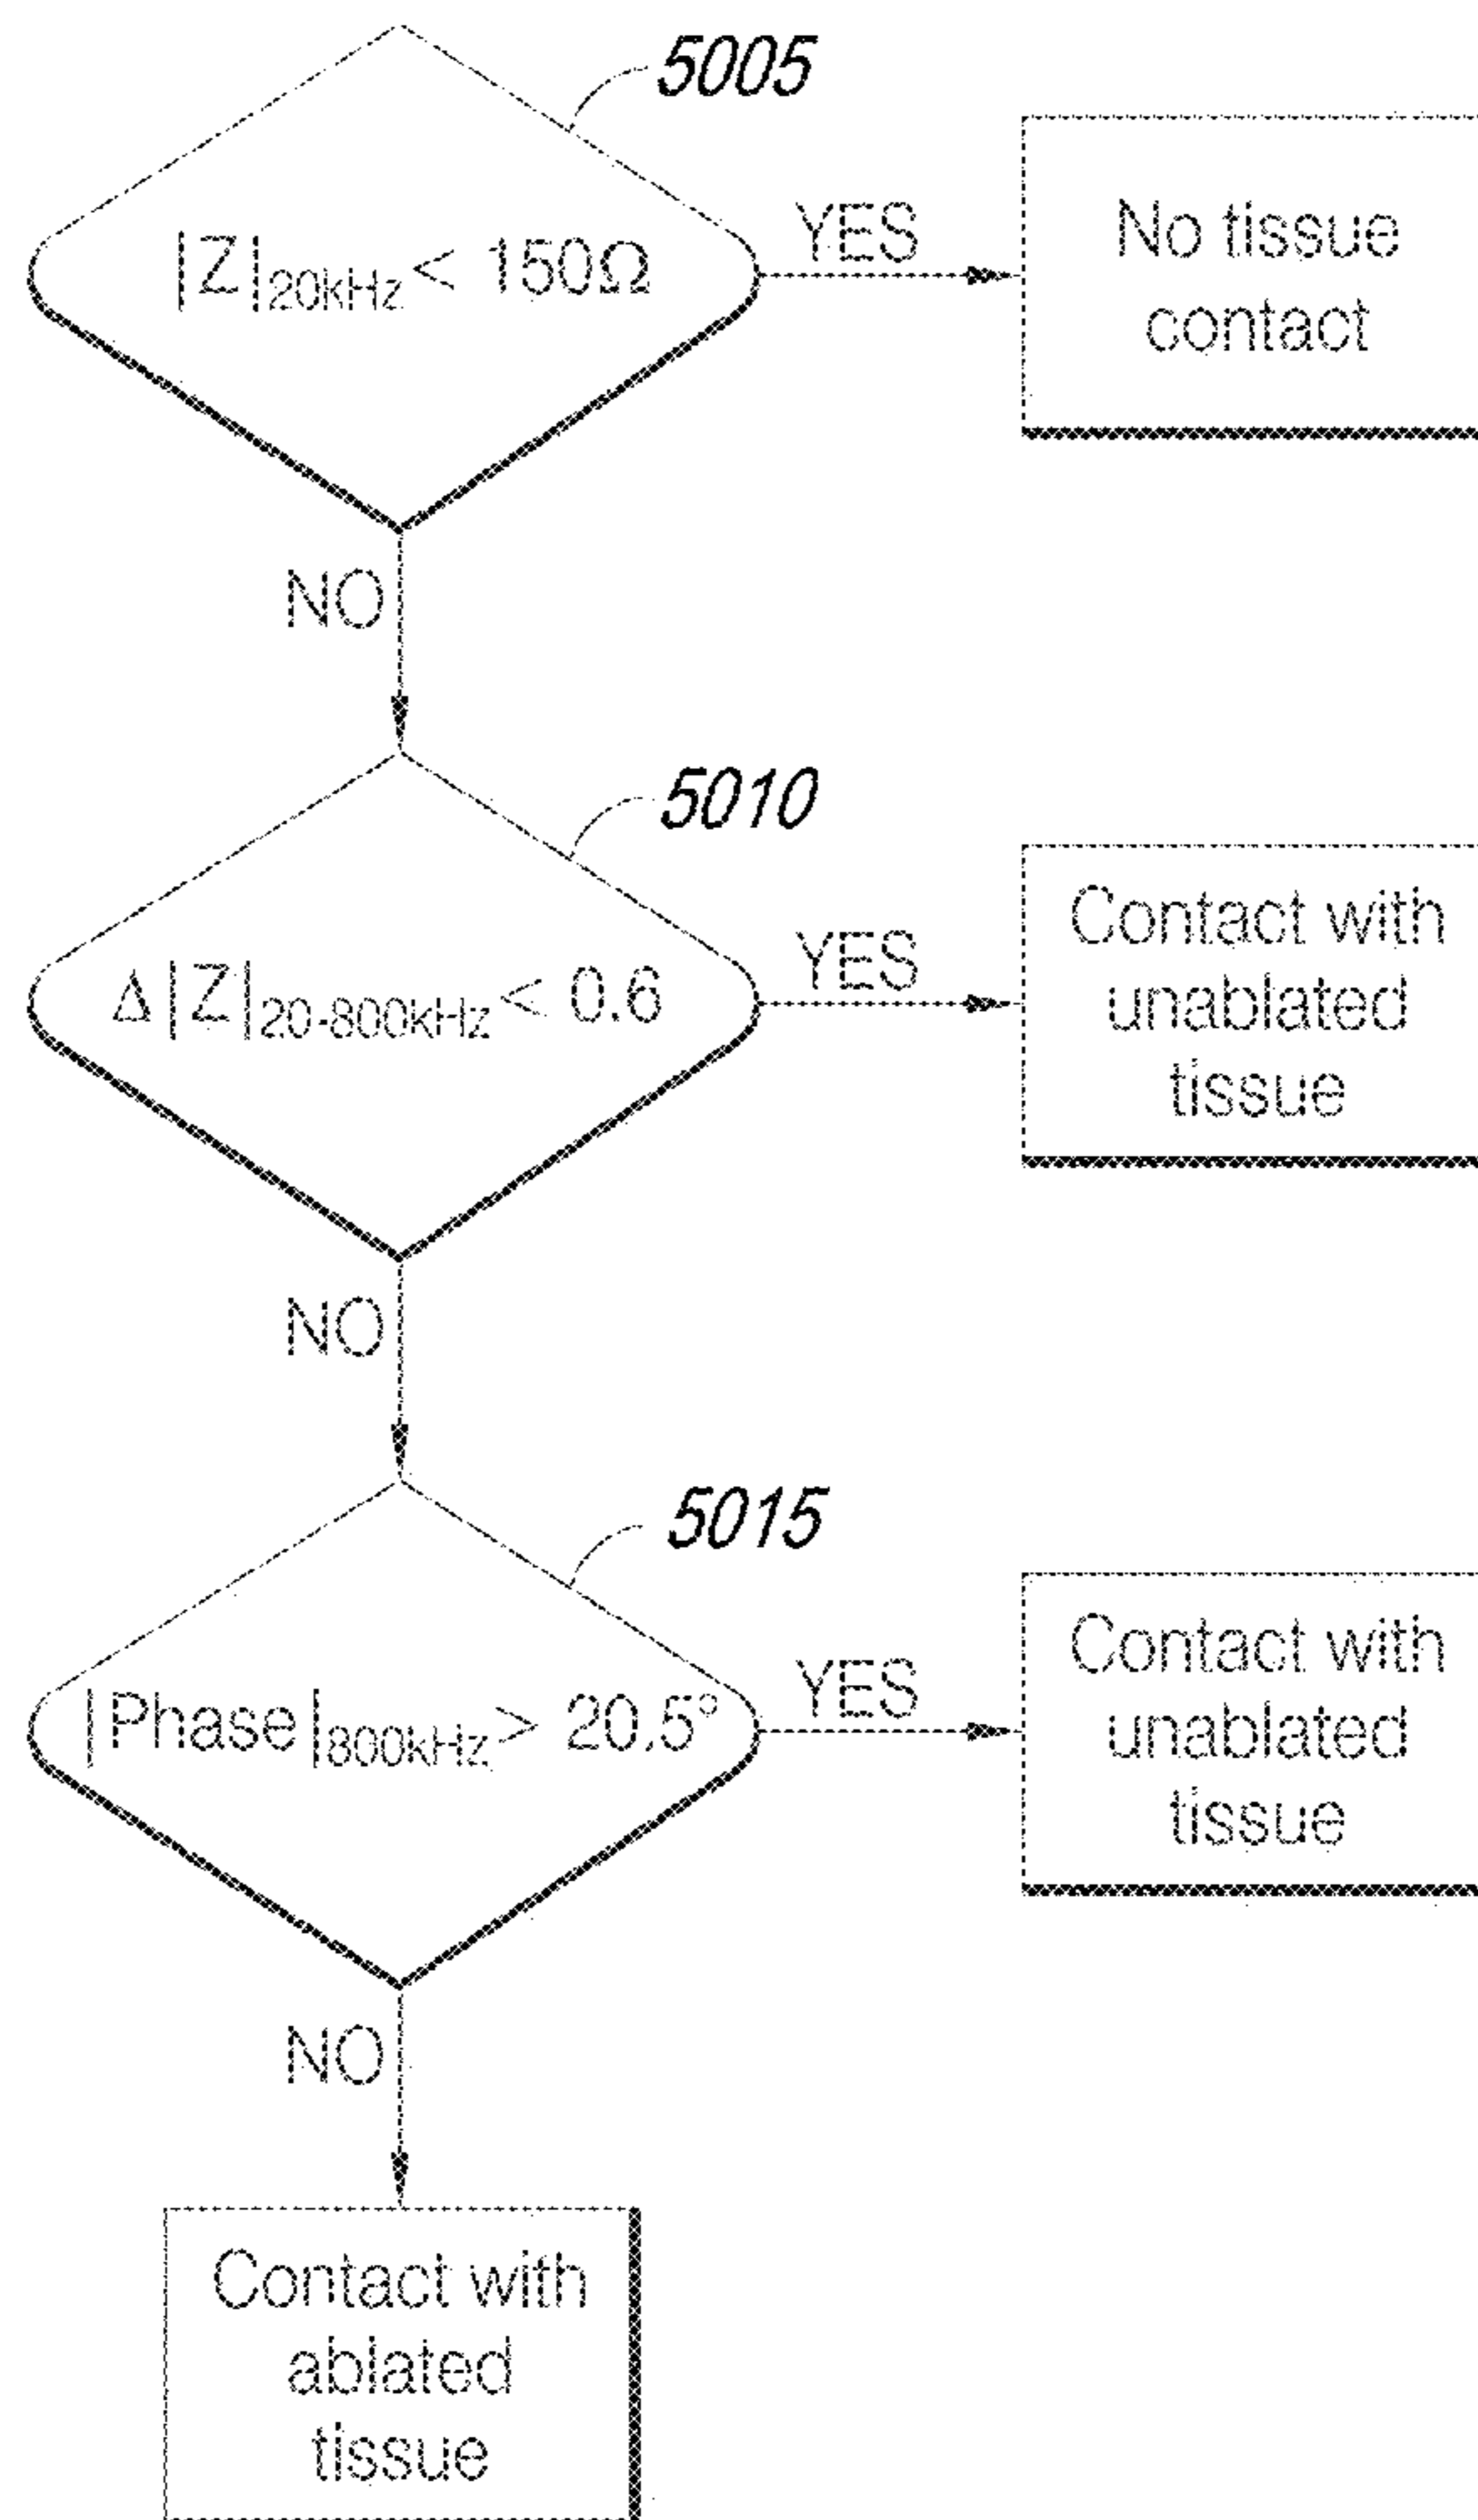 5005
|Z|20kHz < 150Ω
YES
No tissue
contact
NO
5010
Δ|Z|20-800kHz < 0.6
YES
Contact with
unablated
tissue
NO
5015
|Phase|800kHz > 20.5°
YES
Contact with
unablated
tissue
NO
Contact with
ablated
tissue